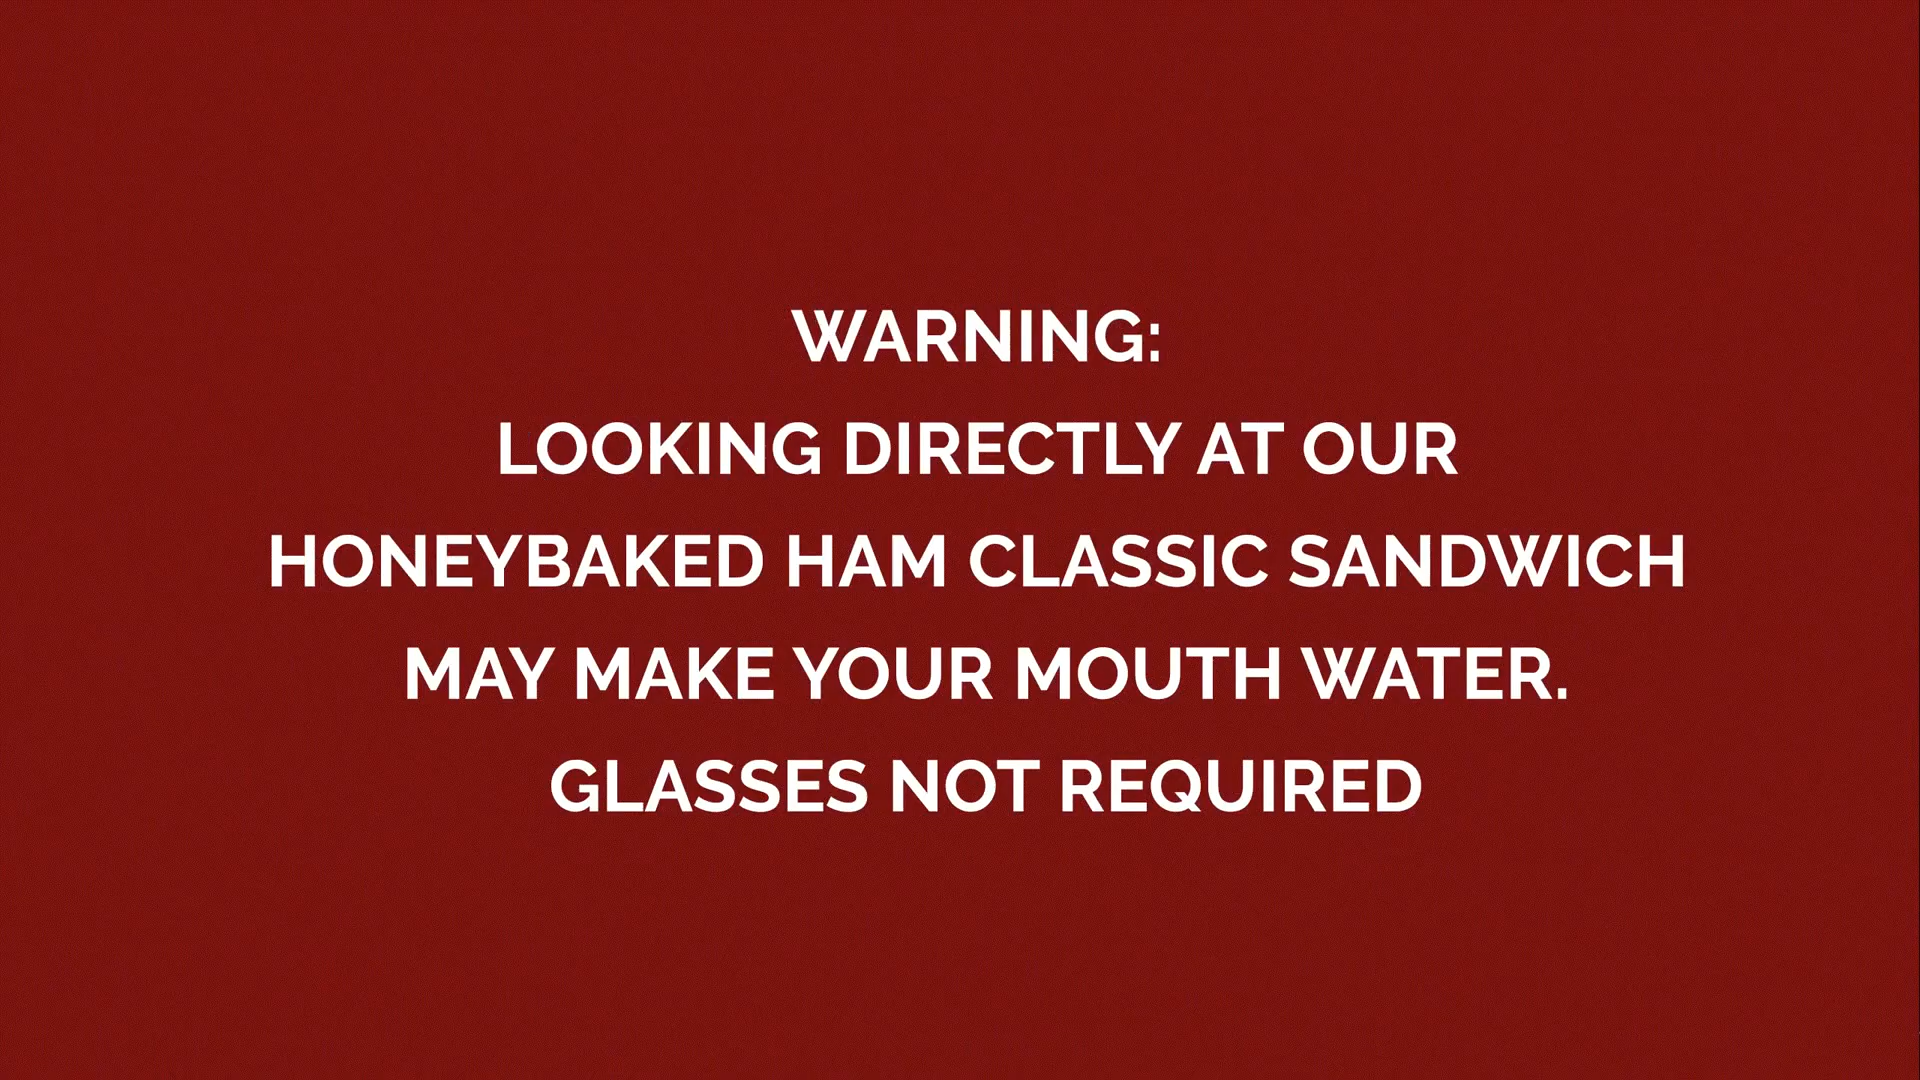 WARNING:
LOOKING DIRECTLY AT OUR
HONEYBAKED HAM CLASSIC SANDWICH
MAY MAKE YOUR MOUTH WATER.
GLASSES NOT REQUIRED